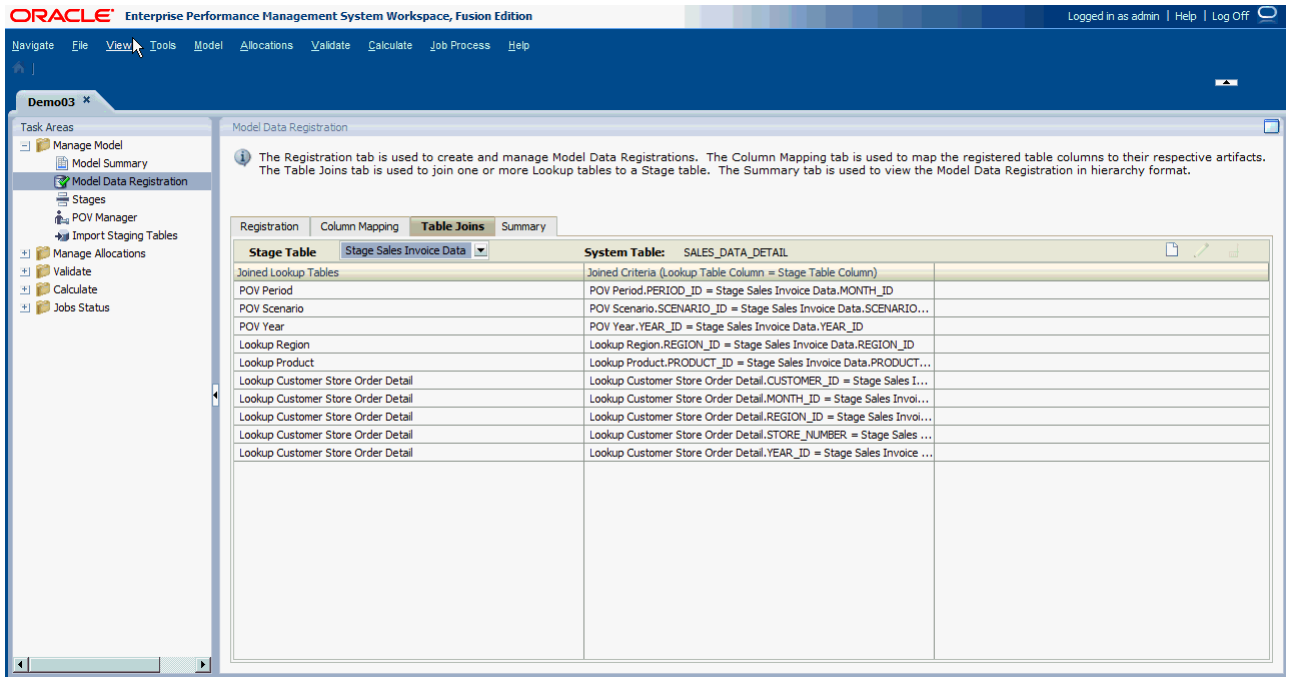 ORACLE Enterprise Performance Management System Workspace, Fusion Edition
Logged in as admin | Help | Log Off
Navigate File View Tools Model Allocations Validate Calculate Job Process Help
Demo03
Task Areas
Manage Model
Model Summary
Model Data Registration
Stages
POV Manager
Import Staging Tables
Manage Allocations
Validate
Calculate
Jobs Status
Model Data Registration
The Registration tab is used to create and manage Model Data Registrations. The Column Mapping tab is used to map the registered table columns to their respective artifacts.
The Table Joins tab is used to join one or more Lookup tables to a Stage table. The Summary tab is used to view the Model Data Registration in hierarchy format.
Registration Column Mapping Table Joins Summary
Stage Table Stage Sales Invoice Data System Table: SALES_DATA_DETAIL
Joined Lookup Tables Joined Criteria (Lookup Table Column = Stage Table Column)
POV Period POV Period.PERIOD_ID = Stage Sales Invoice Data.MONTH_ID
POV Scenario POV Scenario.SCENARIO_ID = Stage Sales Invoice Data.SCENARIO...
POV Year POV Year.YEAR_ID = Stage Sales Invoice Data.YEAR_ID
Lookup Region Lookup Region.REGION_ID = Stage Sales Invoice Data.REGION_ID
Lookup Product Lookup Product.PRODUCT_ID = Stage Sales Invoice Data.PRODUCT...
Lookup Customer Store Order Detail Lookup Customer Store Order Detail.CUSTOMER_ID = Stage Sales I...
Lookup Customer Store Order Detail Lookup Customer Store Order Detail.MONTH_ID = Stage Sales Invoi...
Lookup Customer Store Order Detail Lookup Customer Store Order Detail.REGION_ID = Stage Sales Invoi...
Lookup Customer Store Order Detail Lookup Customer Store Order Detail.STORE_NUMBER = Stage Sales ...
Lookup Customer Store Order Detail Lookup Customer Store Order Detail.YEAR_ID = Stage Sales Invoice ...